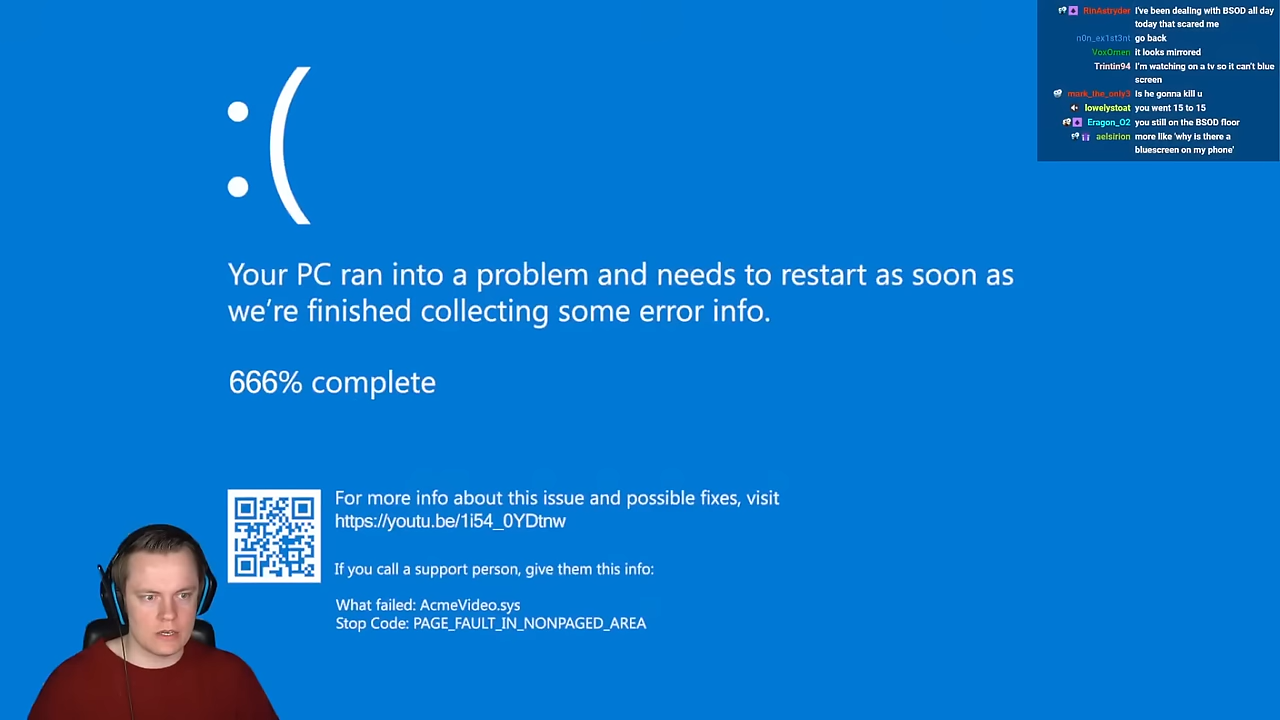 :(
Your PC ran into a problem and needs to restart as soon as
we're finished collecting some error info.
666% complete
For more info about this issue and possible fixes, visit
https://youtu.be/1i54_0YDtnw
If you call a support person, give them this info:
What failed: AcmeVideo.sys
Stop Code: PAGE_FAULT_IN_NONPAGED_AREA
RinAstryder I've been dealing with BSOD all day
today that scared me
n0n_ex1st3nt go back
VoxOmen it looks mirrored
Trintin94 I'm watching on a tv so it can't blue
screen
mark_the_only3 Is he gonna kill u
lowelystoat you went 15 to 15
Eragon_O2 you still on the BSOD floor
aelsirion more like 'why is there a
bluescreen on my phone'